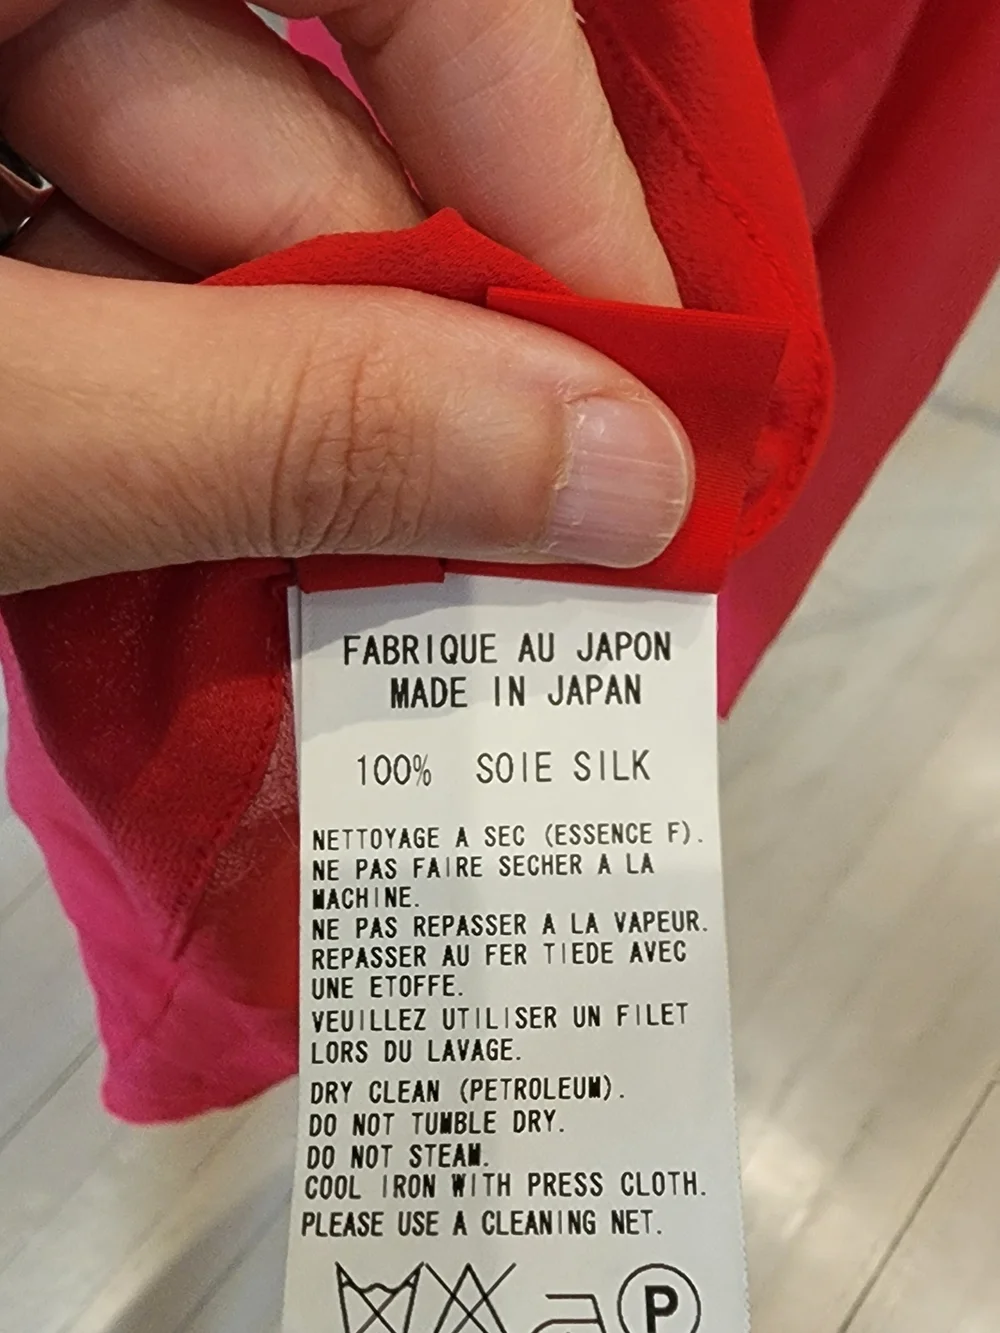 FABRIQUE AU JAPON
MADE IN JAPAN
100% SOIE SILK
NETTOYAGE A SEC (ESSENCE F).
NE PAS FAIRE SECHER A LA
MACHINE.
NE PAS REPASSER A LA VAPEUR.
REPASSER AU FER TIEDE AVEC
UNE ETOFFE.
VEUILLEZ UTILISER UN FILET
LORS DU LAVAGE.
DRY CLEAN (PETROLEUM).
DO NOT TUMBLE DRY.
DO NOT STEAM.
COOL IRON WITH PRESS CLOTH.
PLEASE USE A CLEANING NET.
P